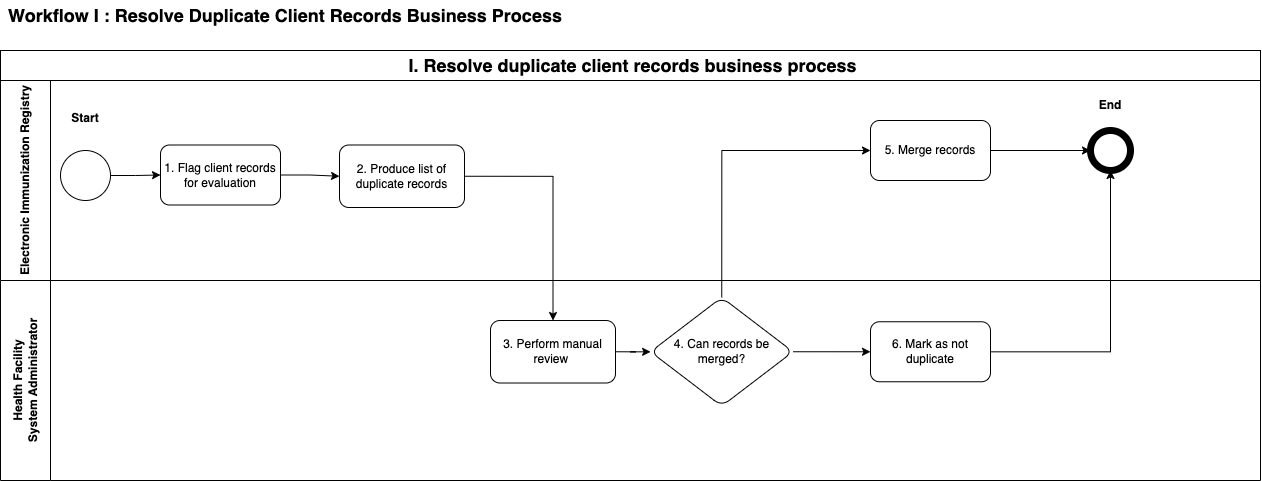 Workflow I : Resolve Duplicate Client Records Business Process
I. Resolve duplicate client records business process
Electronic Immunization Registry
Start
1. Flag client records
for evaluation
2. Produce list of
duplicate records
5. Merge records
End
Health Facility
System Administrator
3. Perform manual
review
4. Can records be
merged?
6. Mark as not
duplicate